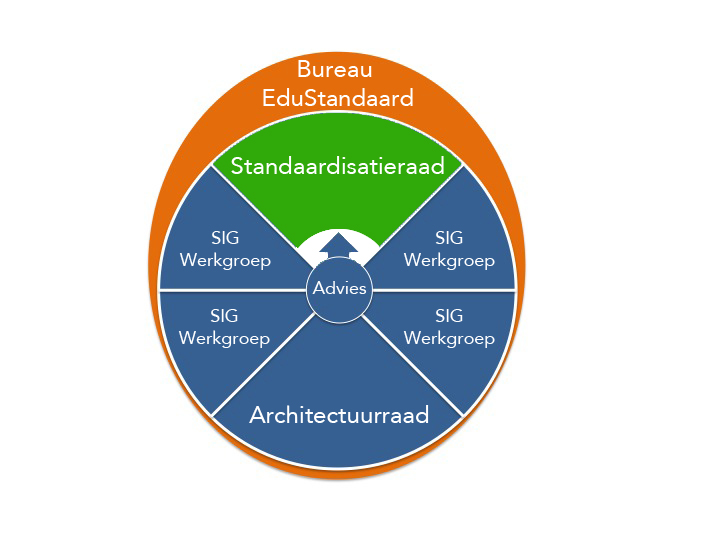 Bureau
EduStandaard
Standaardisatieraad
SIG
Werkgroep
SIG
Werkgroep
Advies
SIG
Werkgroep
SIG
Werkgroep
Architectuurraad